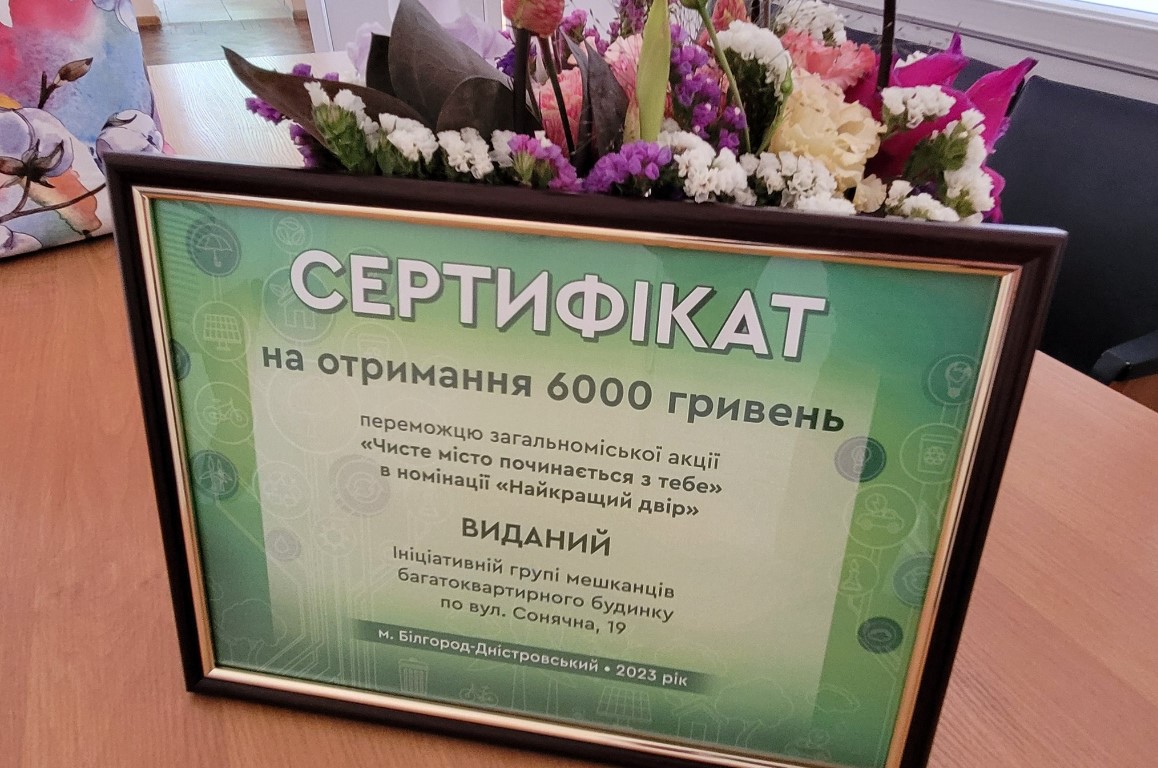 СЕРТИФІКАТ
на отримання 6000 гривень
переможцю загальноміської акції
«Чисте місто починається з тебе»
в номінації «Найкращий двір»
ВИДАНИЙ
Ініціативній групі мешканців
багатоквартирного будинку
по вул. Сонячна, 19
м. Білгород-Дністровський • 2023 рік